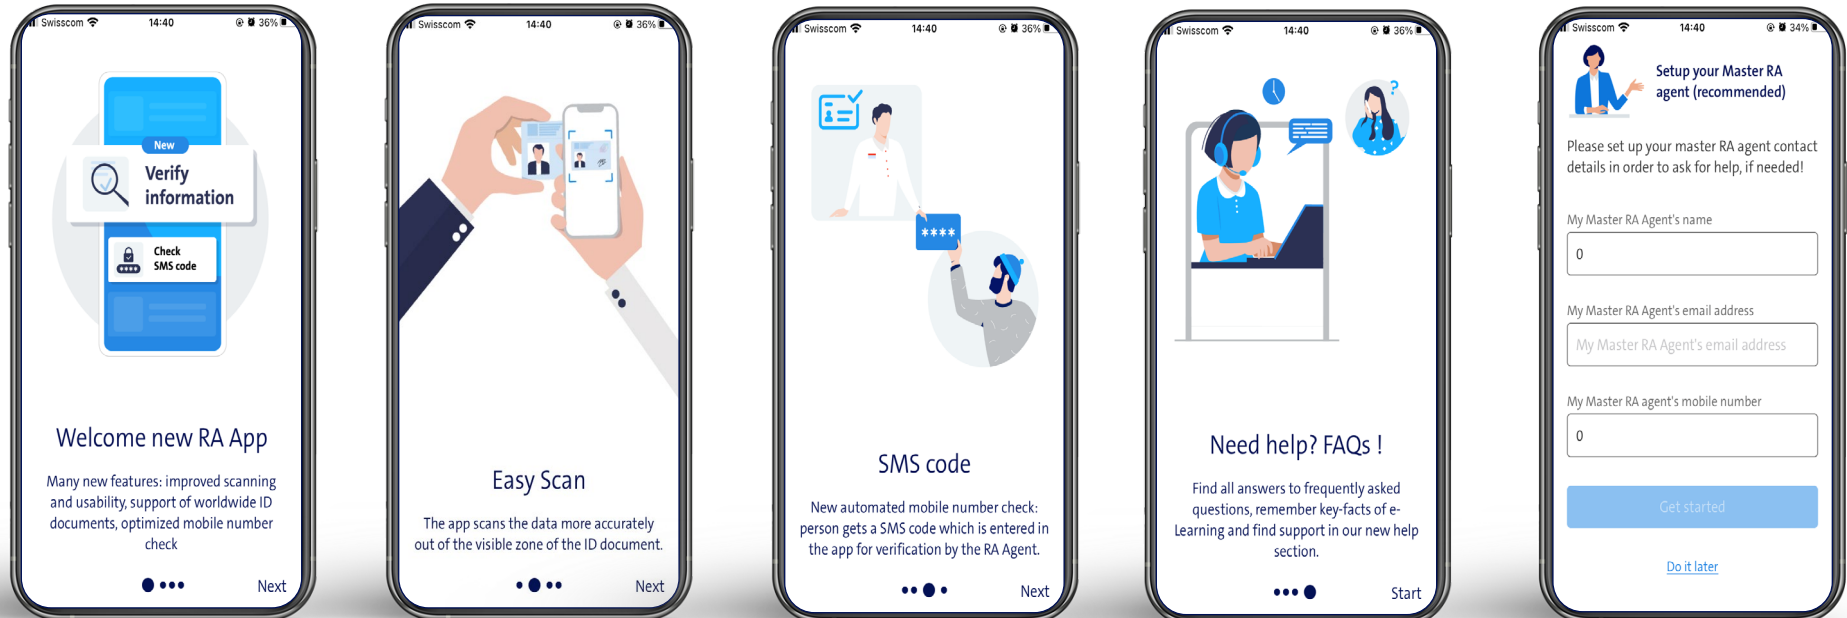 Swisscom 14:40 36%
New
Verify
information
Check
SMS code
Welcome new RA App
Many new features: improved scanning
and usability, support of worldwide ID
documents, optimized mobile number
check
Next
Swisscom 14:40 36%
Easy Scan
The app scans the data more accurately
out of the visible zone of the ID document.
Next
Swisscom 14:40 36%
****
SMS code
New automated mobile number check:
person gets a SMS code which is entered in
the app for verification by the RA Agent.
Next
Swisscom 14:40 36%
?
Need help? FAQs !
Find all answers to frequently asked
questions, remember key-facts of e-
Learning and find support in our new help
section.
Start
Swisscom 14:40 34%
Setup your Master RA
agent (recommended)
Please set up your master RA agent contact
details in order to ask for help, if needed!
My Master RA Agent's name
0
My Master RA Agent's email address
My Master RA Agent's email address
My Master RA agent's mobile number
0
Get started
Do it later